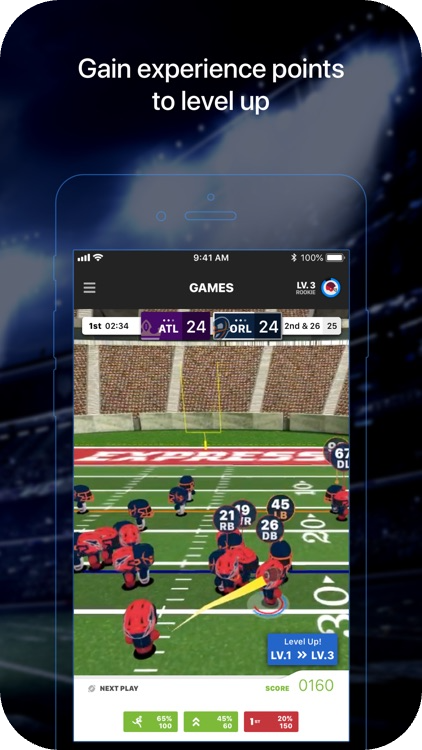 Gain experience points
to level up
9:41 AM 100%
GAMES
LV. 3
ROOKIE
1st 02:34 ATL 24 ORL 24 2nd & 26 25
EXPRESS
67
DL
10
45
LB
21
RB
26
DB
20
30
Level Up!
LV.1 LV.3
NEXT PLAY SCORE 0160
65%
100
45%
60
1ST 20%
150